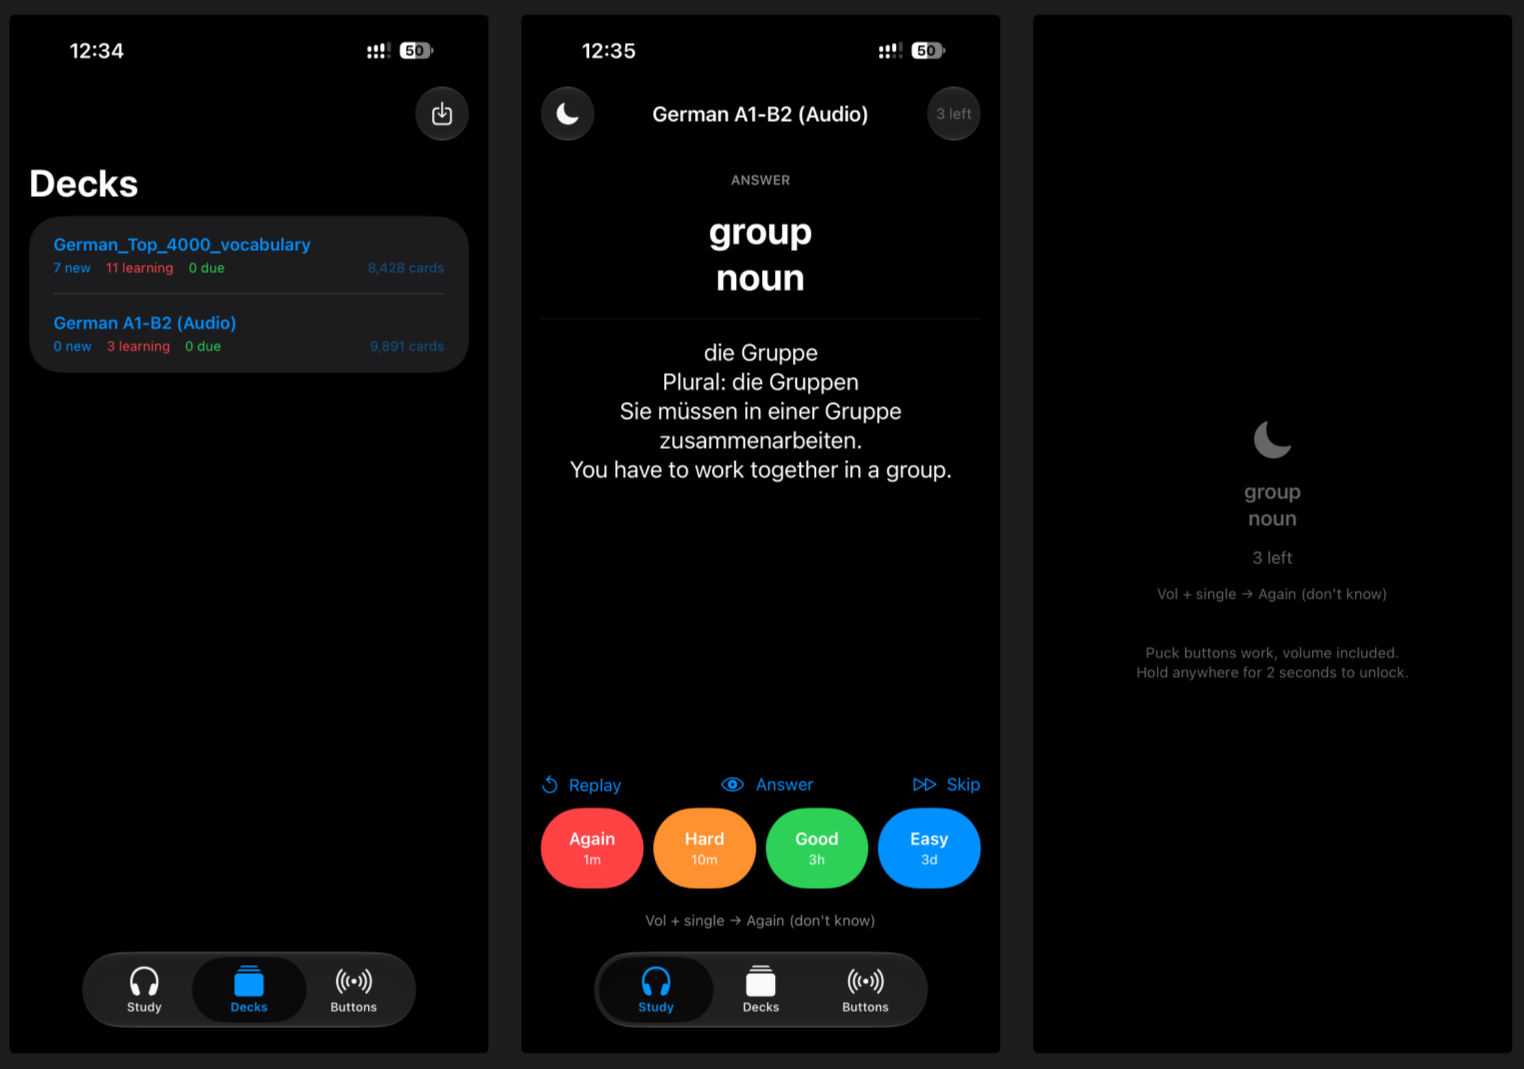 12:34
50
Decks
German_Top_4000_vocabulary
7 new 11 learning 0 due 8,428 cards
German A1-B2 (Audio)
0 new 3 learning 0 due 9,891 cards
Study Decks Buttons
12:35
50
German A1-B2 (Audio)
3 left
ANSWER
group
noun
die Gruppe
Plural: die Gruppen
Sie müssen in einer Gruppe
zusammenarbeiten.
You have to work together in a group.
Replay Answer Skip
Again Hard Good Easy
1m 10m 3h 3d
Vol + single → Again (don't know)
Study Decks Buttons
group
noun
3 left
Vol + single → Again (don't know)
Puck buttons work, volume included.
Hold anywhere for 2 seconds to unlock.